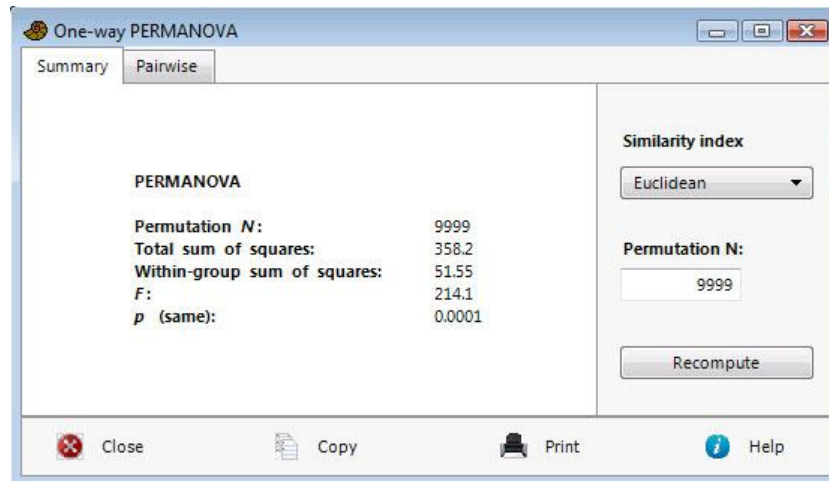 One-way PERMANOVA
Summary Pairwise
PERMANOVA
Permutation N: 9999
Total sum of squares: 358.2
Within-group sum of squares: 51.55
F: 214.1
p (same): 0.0001
Similarity index
Euclidean
Permutation N:
9999
Recompute
Close Copy Print Help